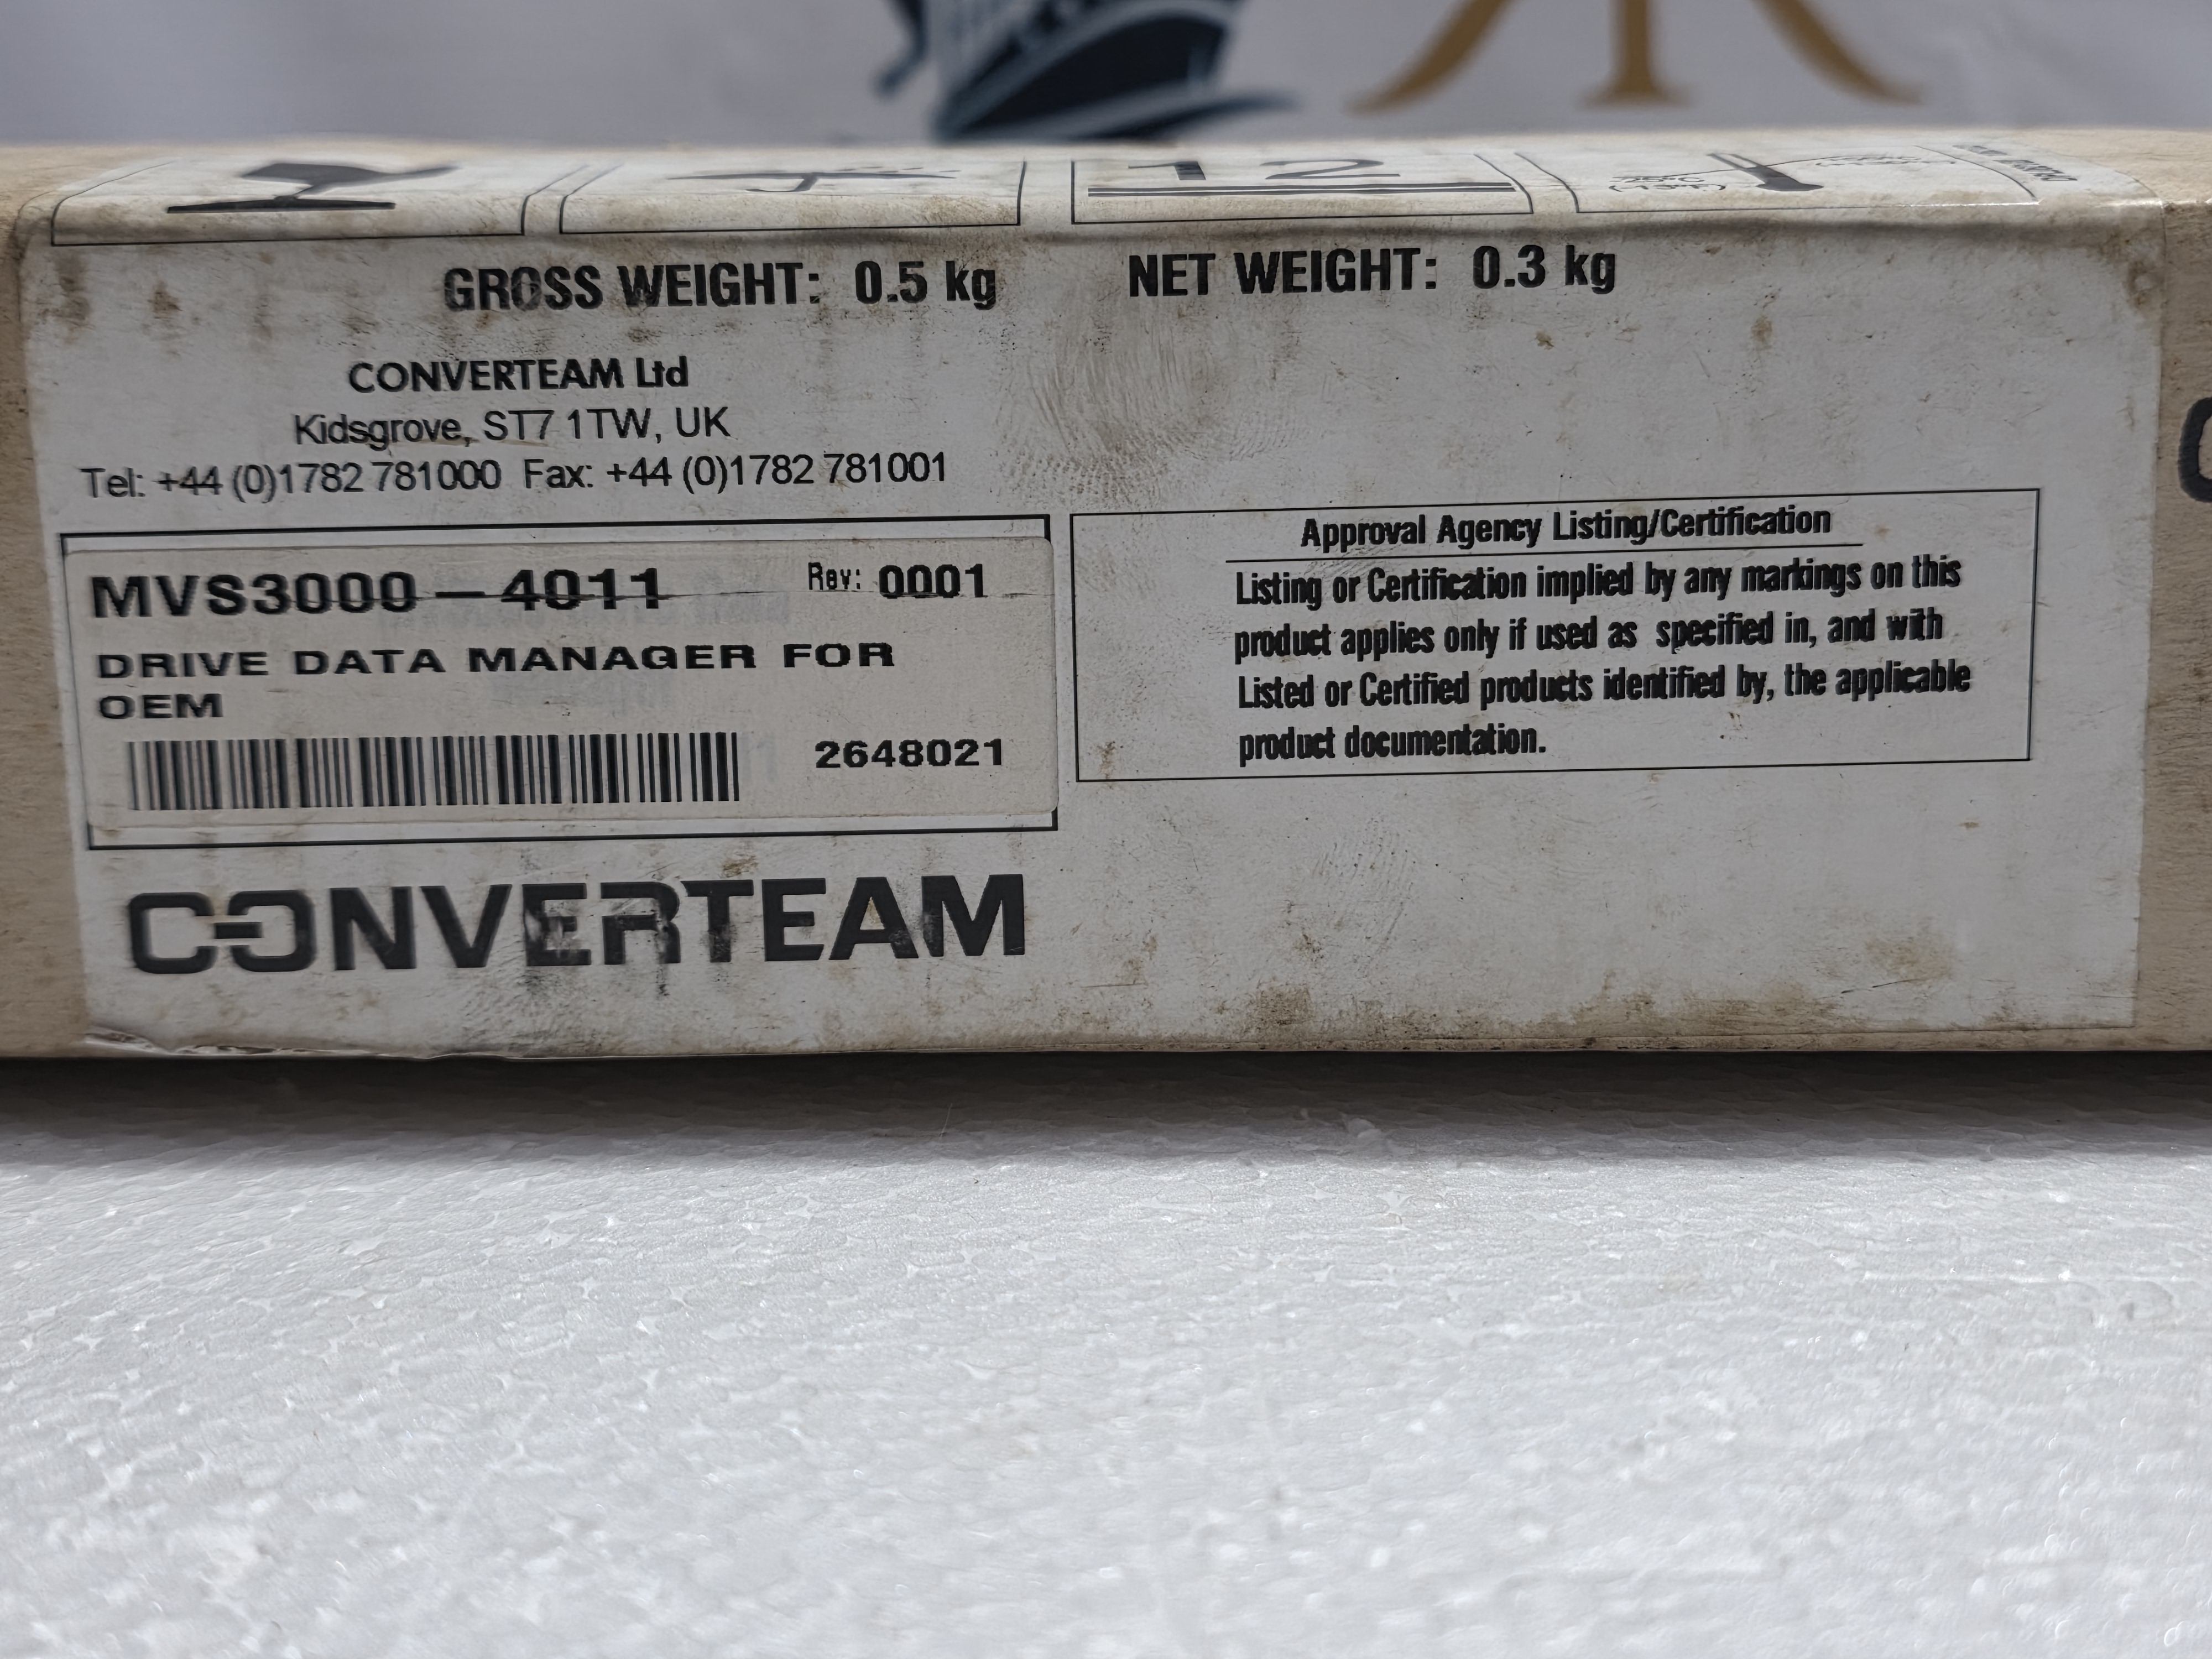 12
GROSS WEIGHT: 0.5 kg NET WEIGHT: 0.3 kg
CONVERTEAM Ltd
Kidsgrove, ST7 1TW, UK
Tel: +44 (0)1782 781000 Fax: +44 (0)1782 781001
MVS3000-4011 Rev: 0001
DRIVE DATA MANAGER FOR
OEM
2648021
CONVERTEAM
Approval Agency Listing/Certification
Listing or Certification implied by any markings on this
product applies only if used as specified in, and with
Listed or Certified products identified by, the applicable
product documentation.